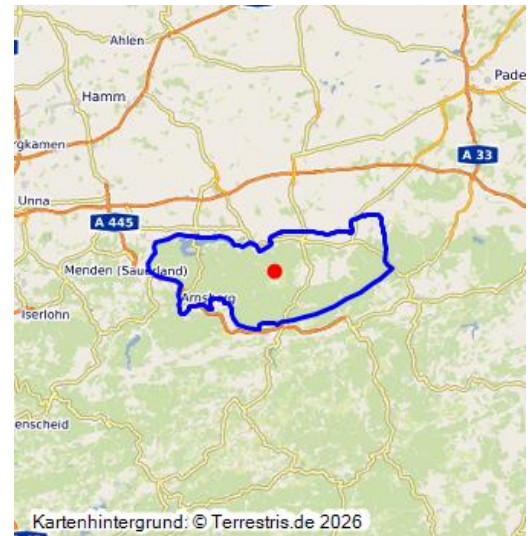 Ahlen
Hamm
Pade
rgkamen
A 33
Unna
A 445
Menden (Sauerland)
Arnsberg
Iserlohn
enscheid
Kartenhintergrund: © Terrestris.de 2026